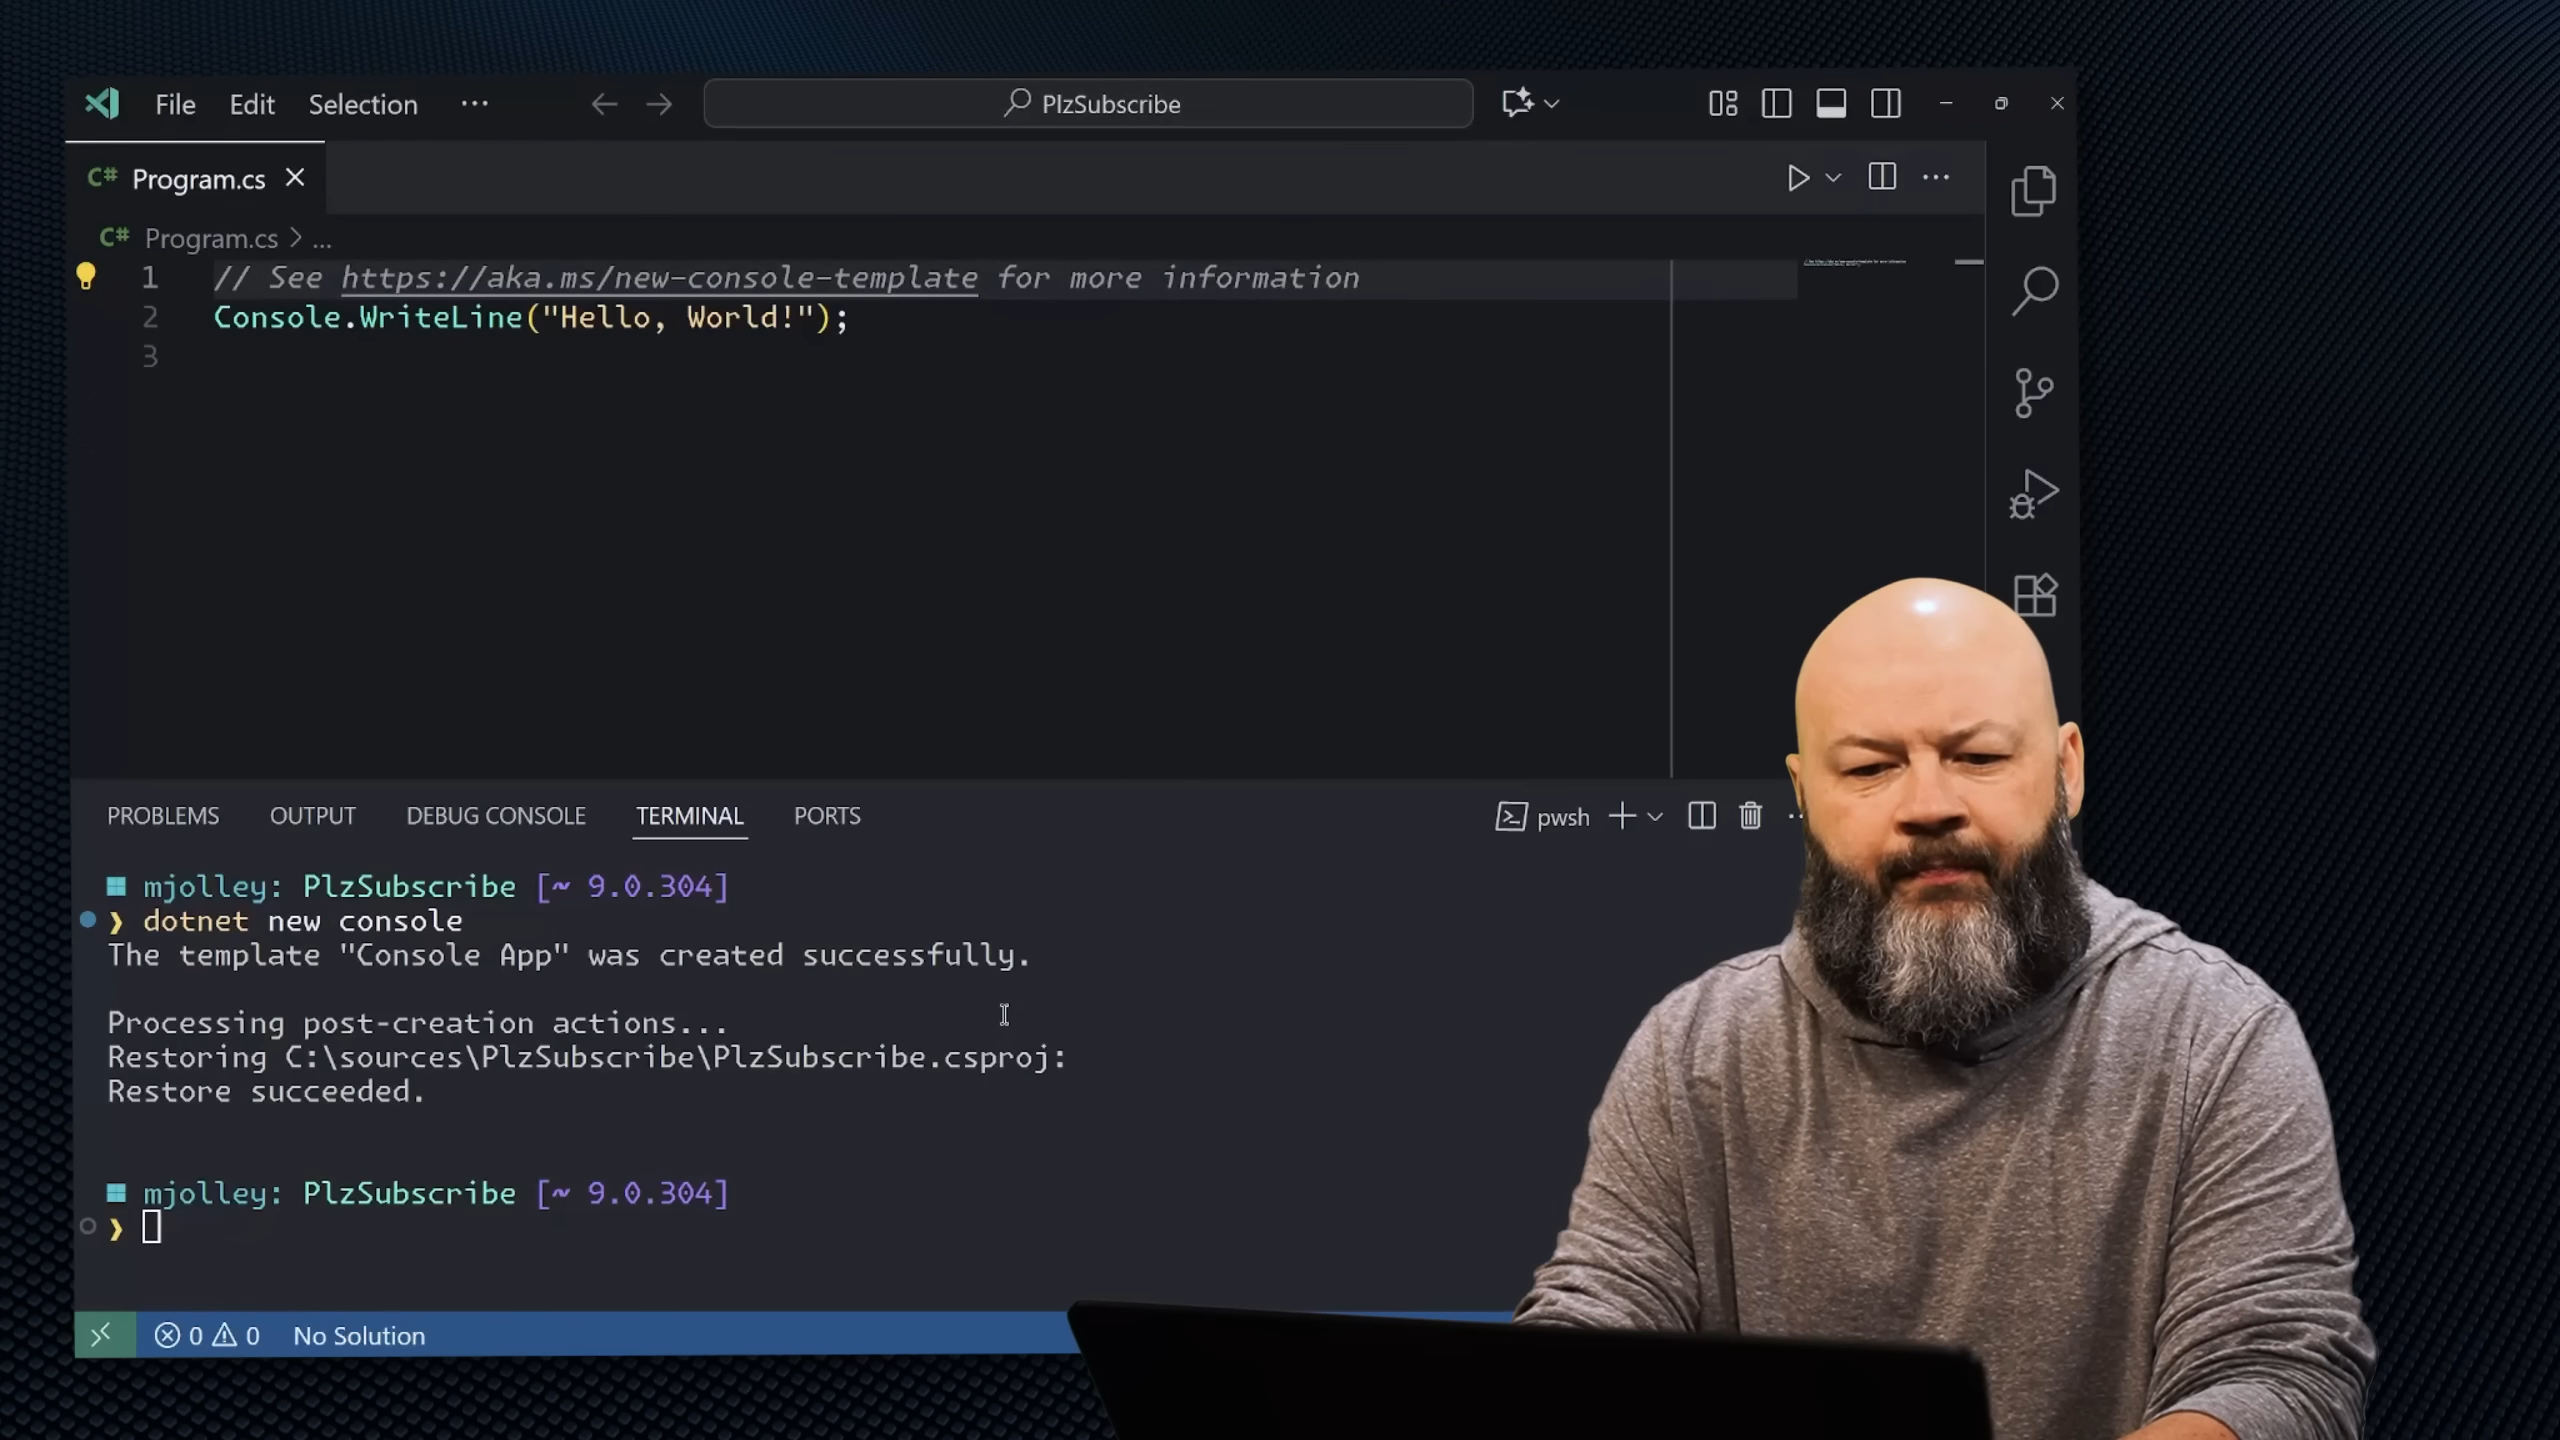 File Edit Selection ··· PlzSubscribe
C# Program.cs
C# Program.cs > ...
1 // See https://aka.ms/new-console-template for more information
2 Console.WriteLine("Hello, World!");
3
PROBLEMS OUTPUT DEBUG CONSOLE TERMINAL PORTS pwsh
mjolley: PlzSubscribe [~ 9.0.304]
❯ dotnet new console
The template "Console App" was created successfully.
Processing post-creation actions...
Restoring C:\sources\PlzSubscribe\PlzSubscribe.csproj:
Restore succeeded.
mjolley: PlzSubscribe [~ 9.0.304]
❯
0 0 No Solution